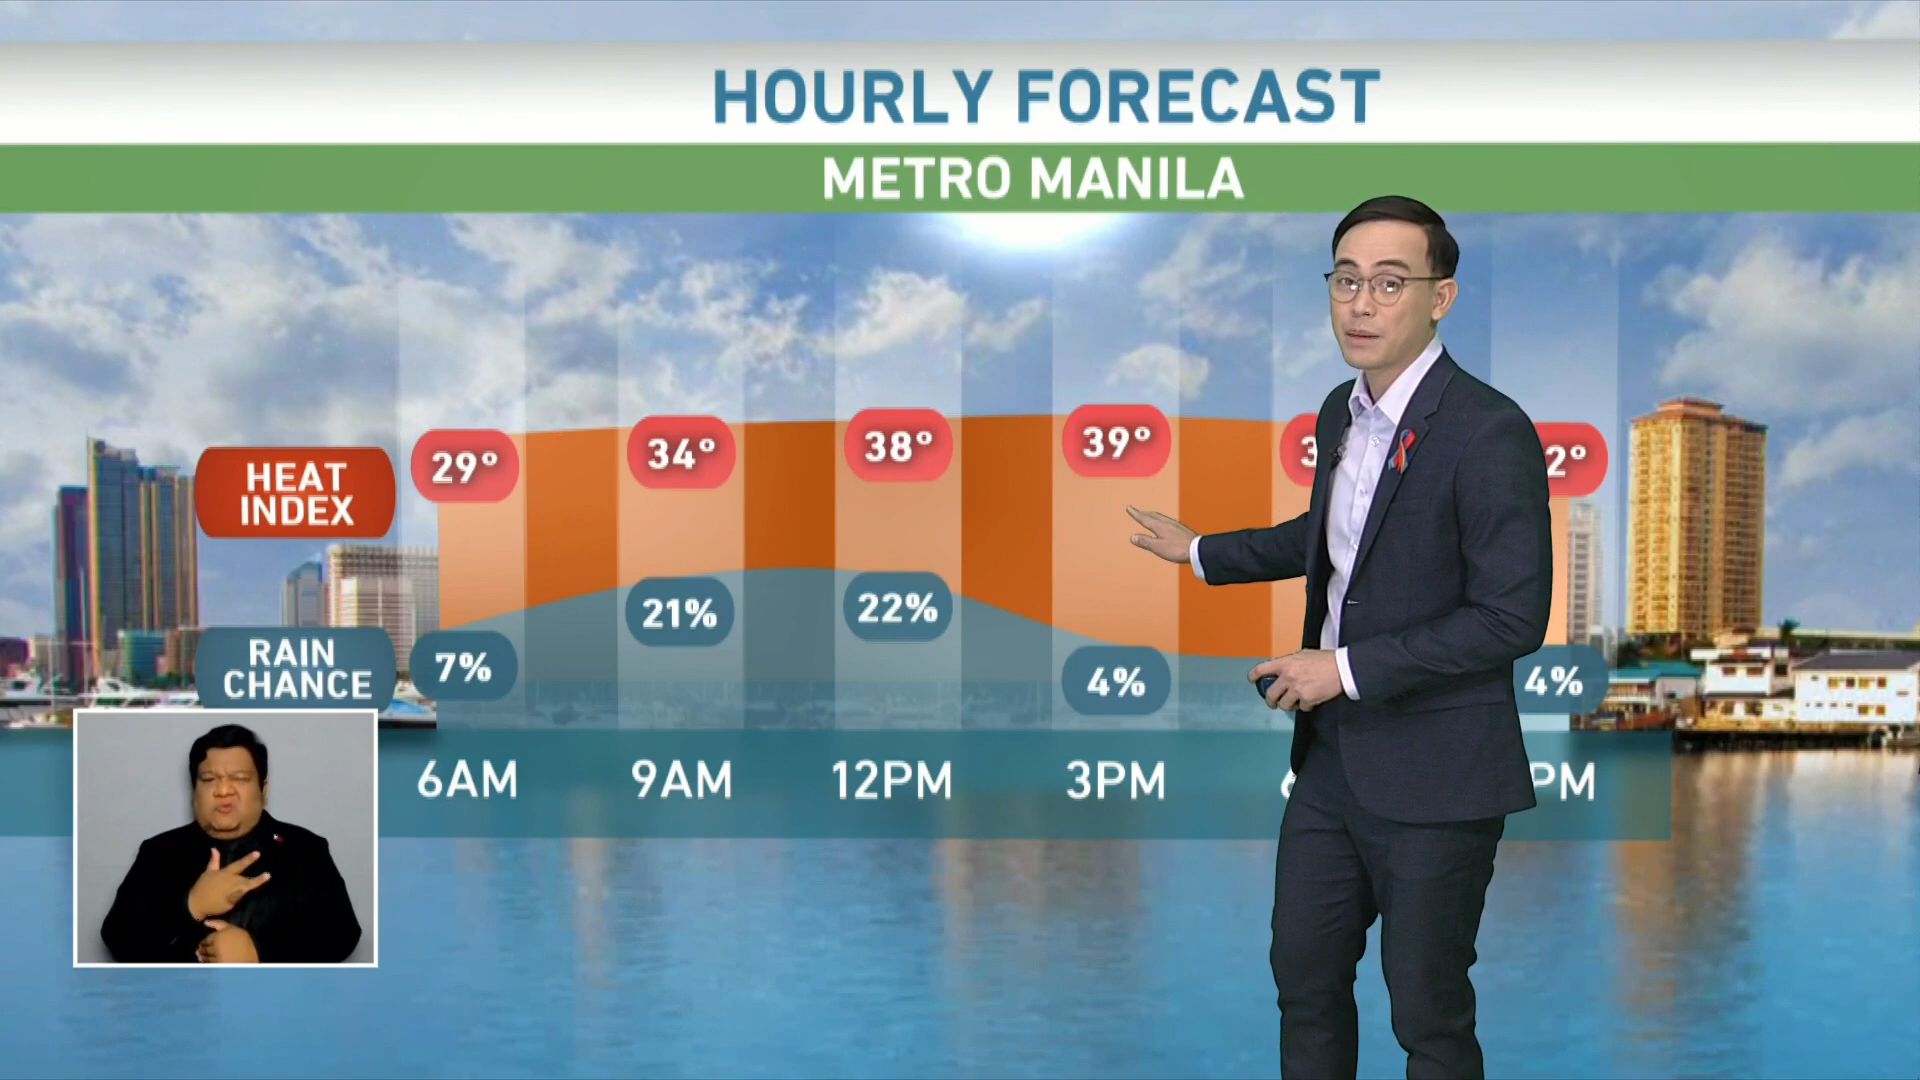 HOURLY FORECAST
METRO MANILA
HEAT
INDEX
29° 34° 38° 39°
RAIN
CHANCE
7% 21% 22% 4% 4%
6AM 9AM 12PM 3PM PM